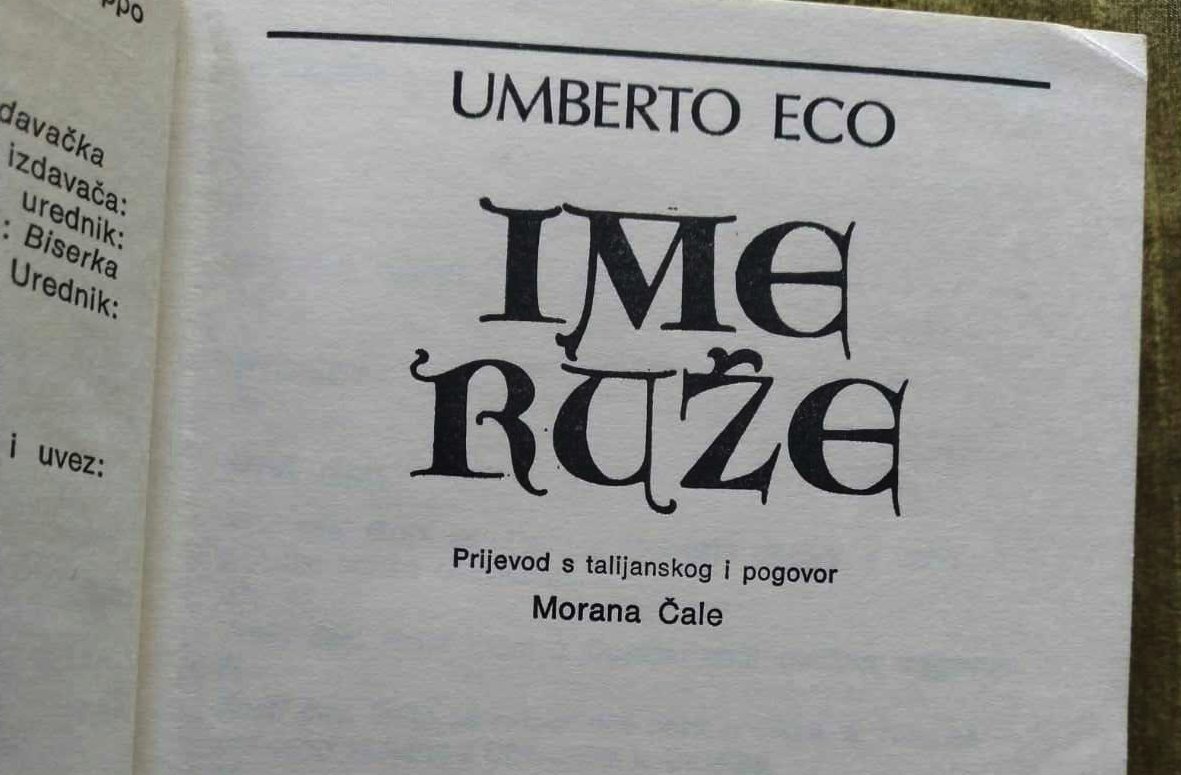 davačka
izdavača:
urednik:
: Biserka
Urednik:
i uvez:
UMBERTO ECO
IME
RUŽE
Prijevod s talijanskog i pogovor
Morana Čale